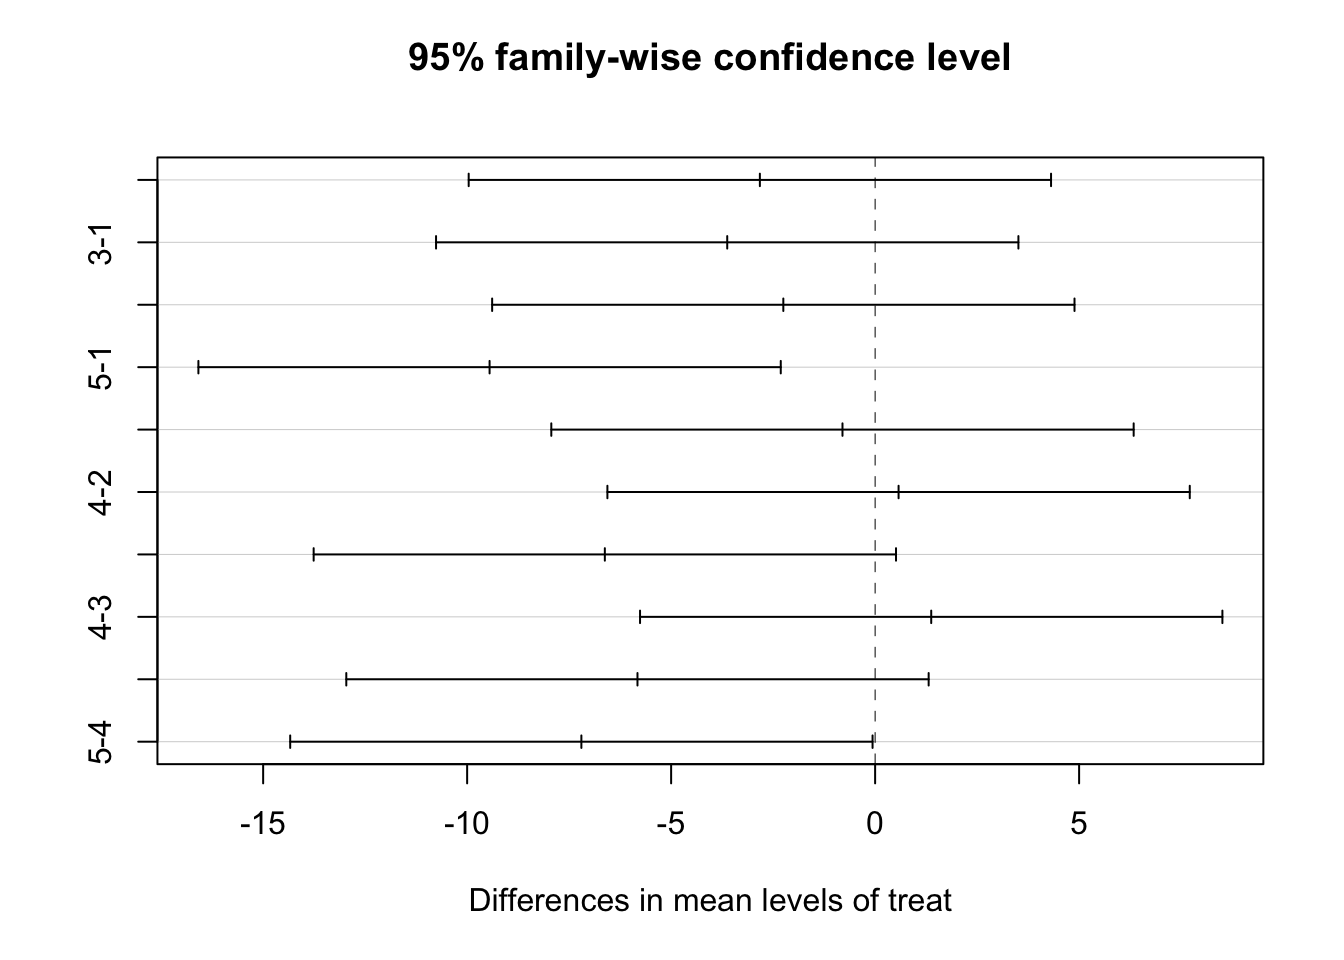 95% family-wise confidence level
3-1
5-1
4-2
4-3
5-4
-15 -10 -5 0 5
Differences in mean levels of treat